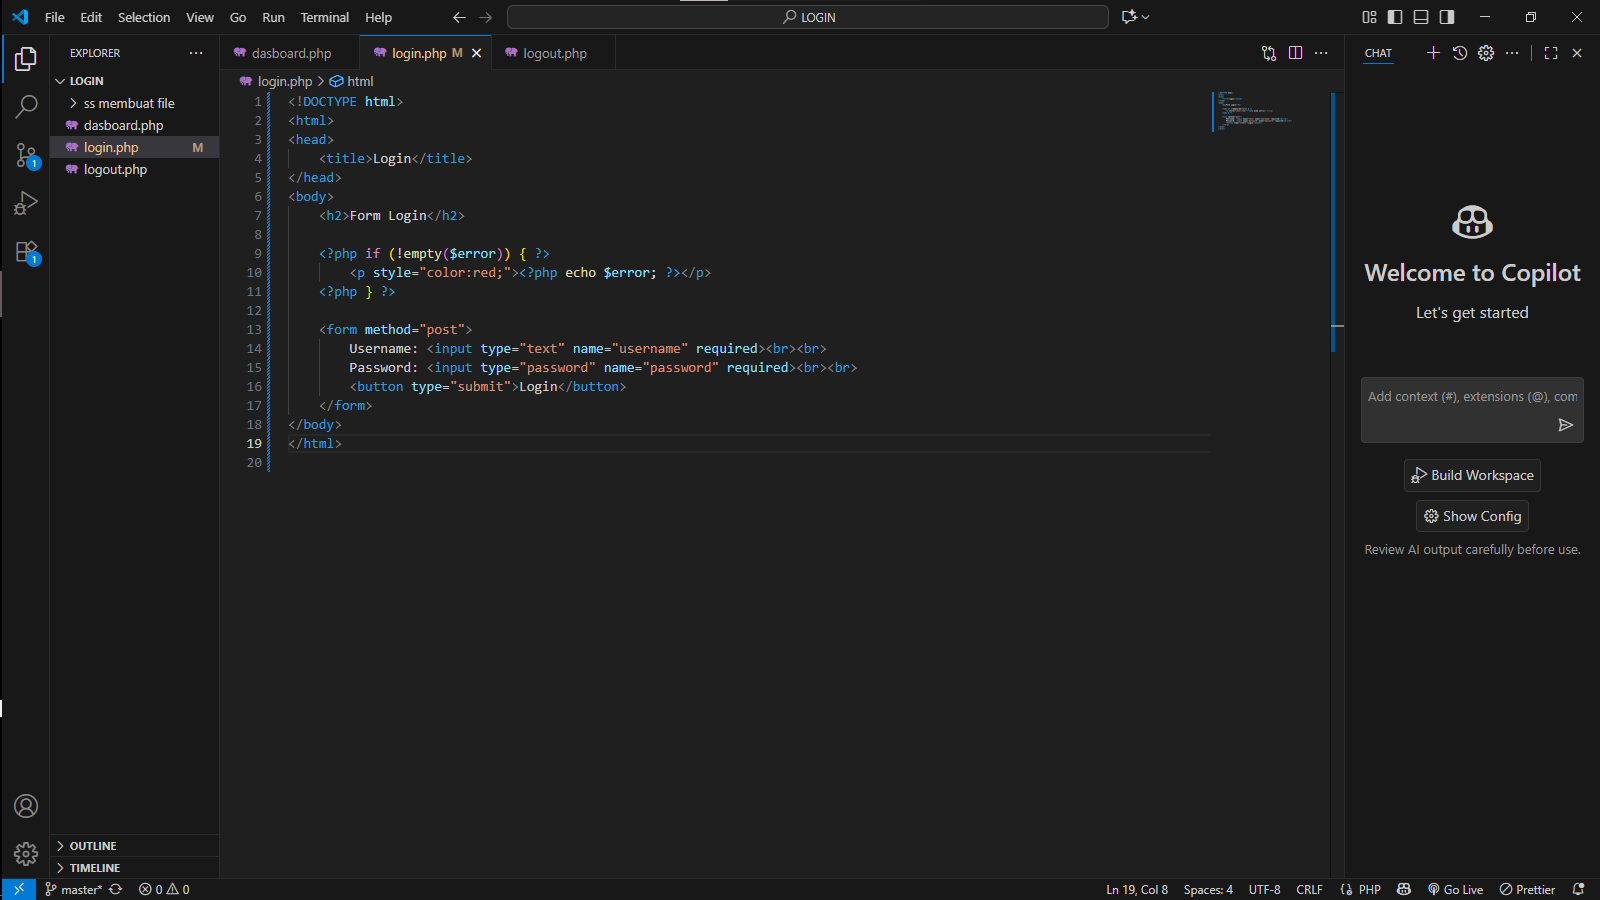 File Edit Selection View Go Run Terminal Help
LOGIN
EXPLORER
LOGIN
ss membuat file
dasboard.php
login.php M
logout.php
OUTLINE
TIMELINE
dasboard.php login.php M logout.php
login.php > html
1 <!DOCTYPE html>
2 <html>
3 <head>
4 <title>Login</title>
5 </head>
6 <body>
7 <h2>Form Login</h2>
8
9 <?php if (!empty($error)) { ?>
10 <p style="color:red;"><?php echo $error; ?></p>
11 <?php } ?>
12
13 <form method="post">
14 Username: <input type="text" name="username" required><br><br>
15 Password: <input type="password" name="password" required><br><br>
16 <button type="submit">Login</button>
17 </form>
18 </body>
19 </html>
20
CHAT
Welcome to Copilot
Let's get started
Add context (#), extensions (@), com
Build Workspace
Show Config
Review AI output carefully before use.
1
1
master* 0 0
Ln 19, Col 8 Spaces: 4 UTF-8 CRLF PHP Go Live Prettier